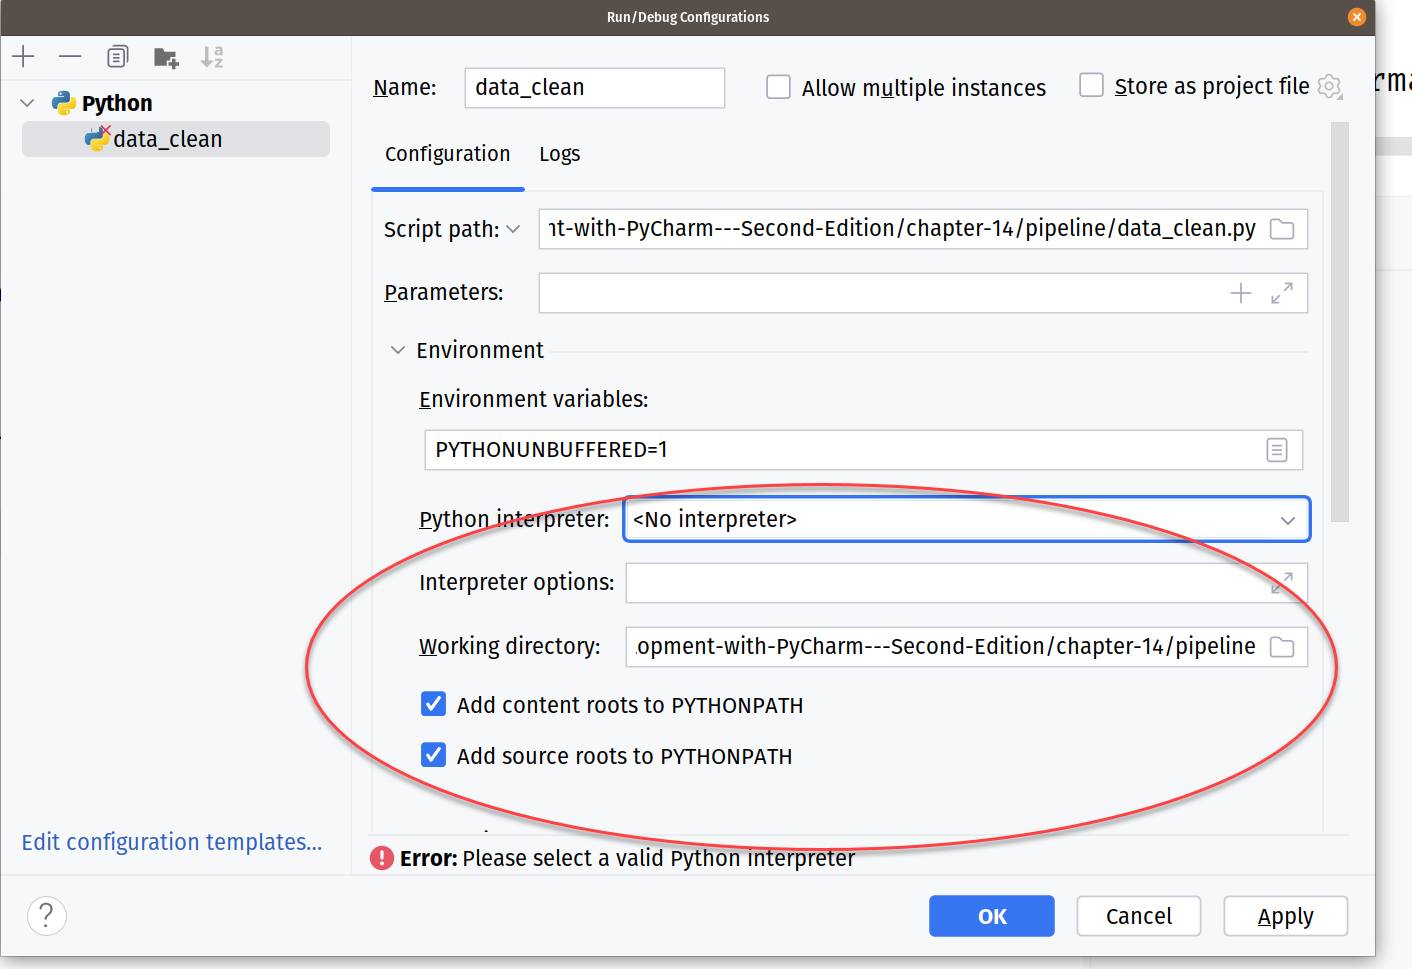 Run/Debug Configurations
Python
data_clean
Edit configuration templates...
Name: data_clean
Allow multiple instances
Store as project file
Configuration Logs
Script path: nt-with-PyCharm---Second-Edition/chapter-14/pipeline/data_clean.py
Parameters:
Environment
Environment variables:
PYTHONUNBUFFERED=1
Python interpreter: <No interpreter>
Interpreter options:
Working directory: opment-with-PyCharm---Second-Edition/chapter-14/pipeline
Add content roots to PYTHONPATH
Add source roots to PYTHONPATH
Error: Please select a valid Python interpreter
? OK Cancel Apply